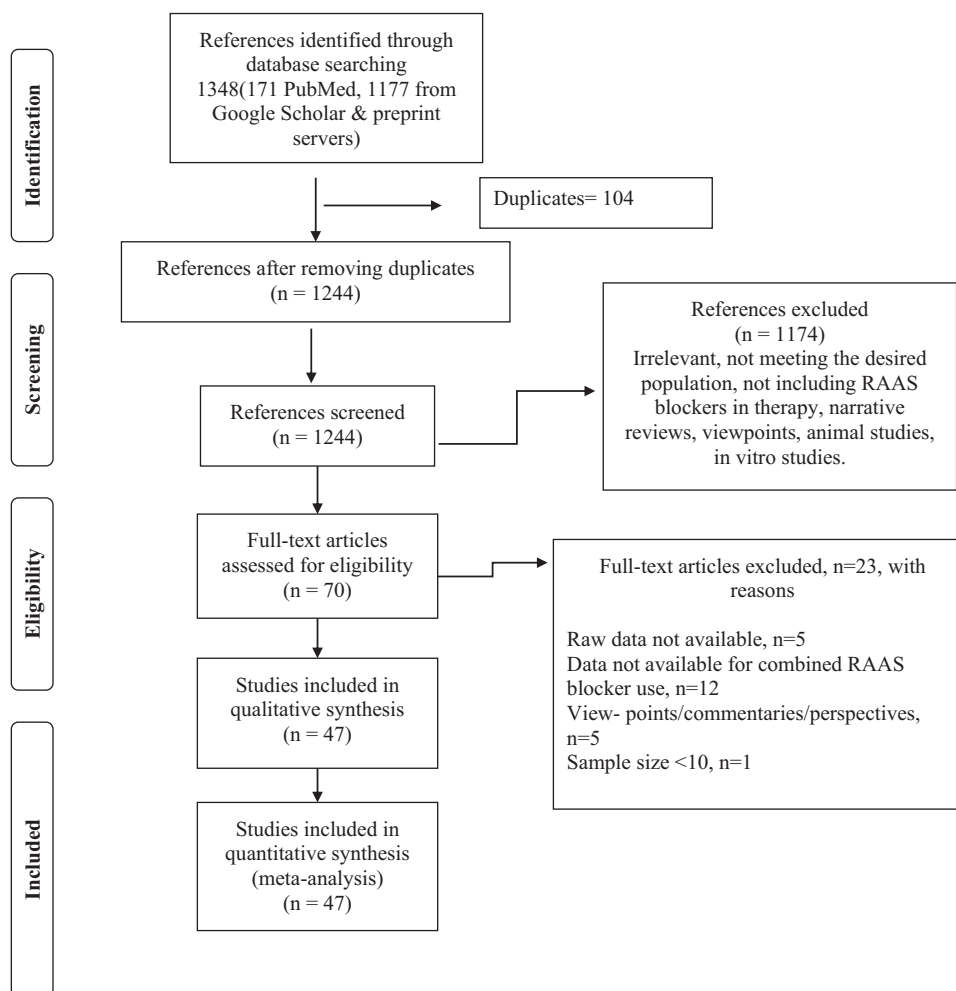 Identification
References identified through
database searching
1348(171 PubMed, 1177 from
Google Scholar & preprint
servers)
Duplicates= 104
References after removing duplicates
(n = 1244)
Screening
References screened
(n = 1244)
References excluded
(n = 1174)
Irrelevant, not meeting the desired
population, not including RAAS
blockers in therapy, narrative
reviews, viewpoints, animal studies,
in vitro studies.
Eligibility
Full-text articles
assessed for eligibility
(n = 70)
Full-text articles excluded, n=23, with
reasons
Raw data not available, n=5
Data not available for combined RAAS
blocker use, n=12
View- points/commentaries/perspectives,
n=5
Sample size <10, n=1
Studies included in
qualitative synthesis
(n = 47)
Included
Studies included in
quantitative synthesis
(meta-analysis)
(n = 47)